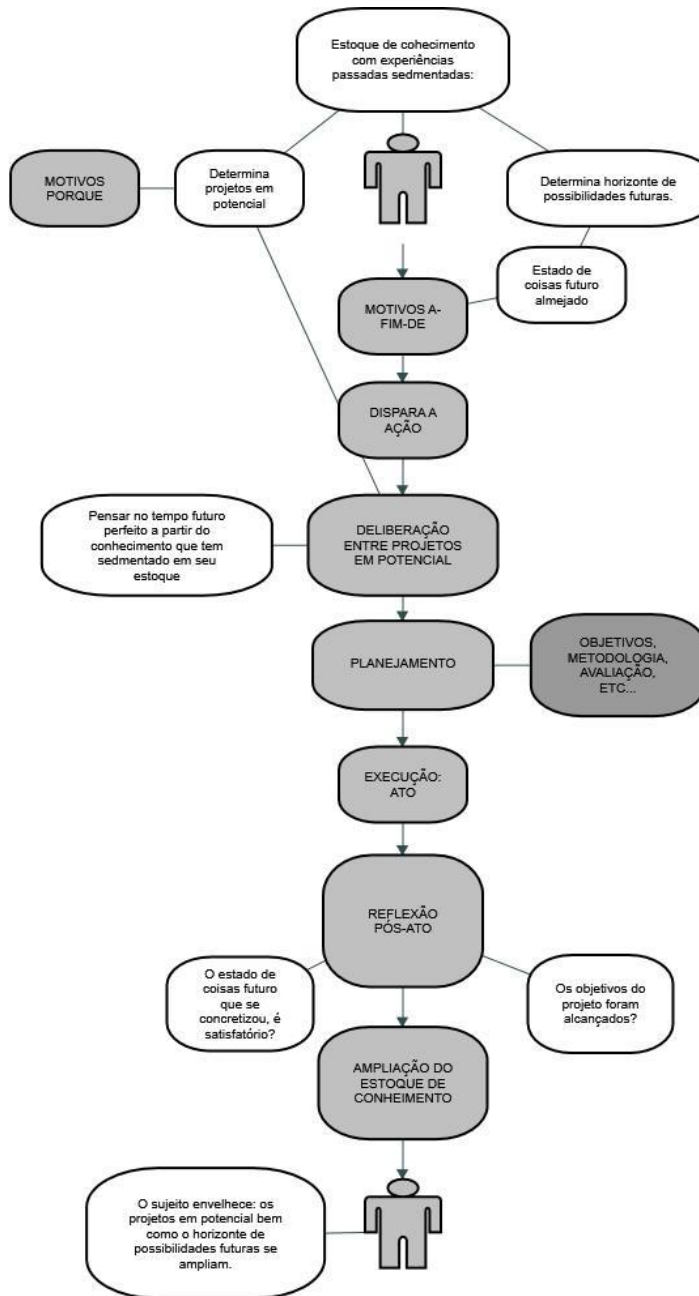 Estoque de cohecimento
com experiências
passadas sedmentadas:
MOTIVOS
PORQUE
Determina
projetos em
potencial
Determina horizonte de
possibilidades futuras.
Estado de
coisas futuro
almejado
MOTIVOS A-
FIM-DE
DISPARA A
AÇÃO
Pensar no tempo futuro
perfeito a partir do
conhecimento que tem
sedmentado em seu
estoque
DELIBERAÇÃO
ENTRE PROJETOS
EM POTENCIAL
PLANEJAMENTO
OBJETIVOS,
METODOLOGIA,
AVALIAÇÃO,
ETC...
EXECUÇÃO:
ATO
REFLEXÃO
PÓS-ATO
O estado de
coisas futuro
que se
concretizou, é
satisfatório?
Os objetivos do
projeto foram
alcançados?
AMPLIAÇÃO DO
ESTOQUE DE
CONHEIMENTO
O sujeito envelhece: os
projetos em potencial bem
como o horizonte de
possibilidades futuras se
ampliam.